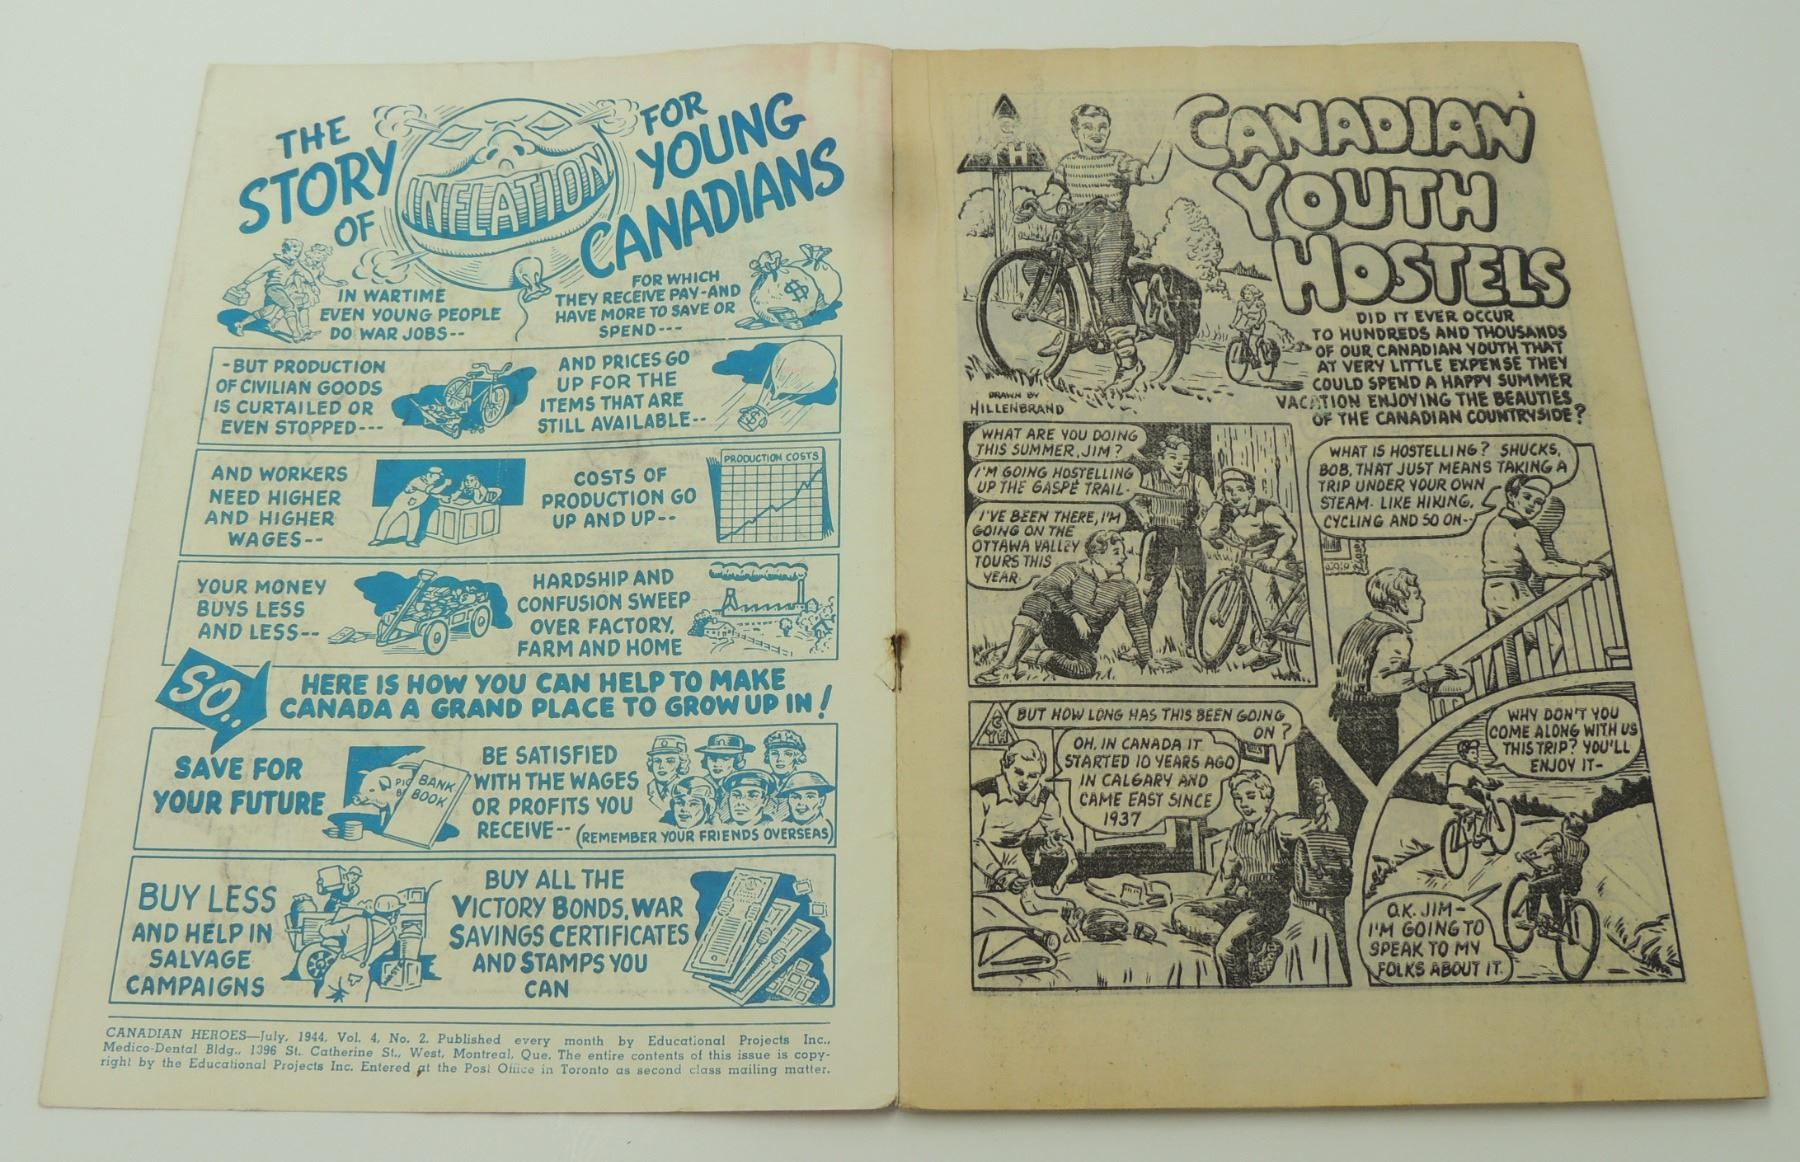 THE
STORY
OF
INFLATION
FOR
YOUNG
CANADIANS
IN WARTIME
EVEN YOUNG PEOPLE
DO WAR JOBS--
FOR WHICH
THEY RECEIVE PAY-AND
HAVE MORE TO SAVE OR
SPEND---
$
-BUT PRODUCTION
OF CIVILIAN GOODS
IS CURTAILED OR
EVEN STOPPED---
AND PRICES GO
UP FOR THE
ITEMS THAT ARE
STILL AVAILABLE--
$
AND WORKERS
NEED HIGHER
AND HIGHER
WAGES--
COSTS OF
PRODUCTION GO
UP AND UP--
PRODUCTION COSTS
YOUR MONEY
BUYS LESS
AND LESS--
HARDSHIP AND
CONFUSION SWEEP
OVER FACTORY,
FARM AND HOME
SO..
HERE IS HOW YOU CAN HELP TO MAKE
CANADA A GRAND PLACE TO GROW UP IN!
SAVE FOR
YOUR FUTURE
BANK
BOOK
BE SATISFIED
WITH THE WAGES
OR PROFITS YOU
RECEIVE--
(REMEMBER YOUR FRIENDS OVERSEAS)
BUY LESS
AND HELP IN
SALVAGE
CAMPAIGNS
BUY ALL THE
VICTORY BONDS, WAR
SAVINGS CERTIFICATES
AND STAMPS YOU
CAN
CANADIAN HEROES—July, 1944, Vol. 4, No. 2. Published every month by Educational Projects Inc.,
Medico-Dental Bldg., 1396 St. Catherine St., West, Montreal, Que. The entire contents of this issue is copy-
right by the Educational Projects Inc. Entered at the Post Office in Toronto as second class mailing matter.
1
CANADIAN
YOUTH
HOSTELS
DID IT EVER OCCUR
TO HUNDREDS AND THOUSANDS
OF OUR CANADIAN YOUTH THAT
AT VERY LITTLE EXPENSE THEY
COULD SPEND A HAPPY SUMMER
VACATION ENJOYING THE BEAUTIES
OF THE CANADIAN COUNTRYSIDE?
DRAWN BY
HILLENBRAND
WHAT ARE YOU DOING
THIS SUMMER, JIM?
I'M GOING HOSTELLING
UP THE GASPÉ TRAIL.
I'VE BEEN THERE, I'M
GOING ON THE
OTTAWA VALLEY
TOURS THIS
YEAR.
WHAT IS HOSTELLING? SHUCKS,
BOB, THAT JUST MEANS TAKING A
TRIP UNDER YOUR OWN
STEAM. LIKE HIKING,
CYCLING AND SO ON--
BUT HOW LONG HAS THIS BEEN GOING
ON?
OH, IN CANADA IT
STARTED 10 YEARS AGO
IN CALGARY AND
CAME EAST SINCE
1937
WHY DON'T YOU
COME ALONG WITH US
THIS TRIP? YOU'LL
ENJOY IT-
O.K. JIM-
I'M GOING TO
SPEAK TO MY
FOLKS ABOUT IT.